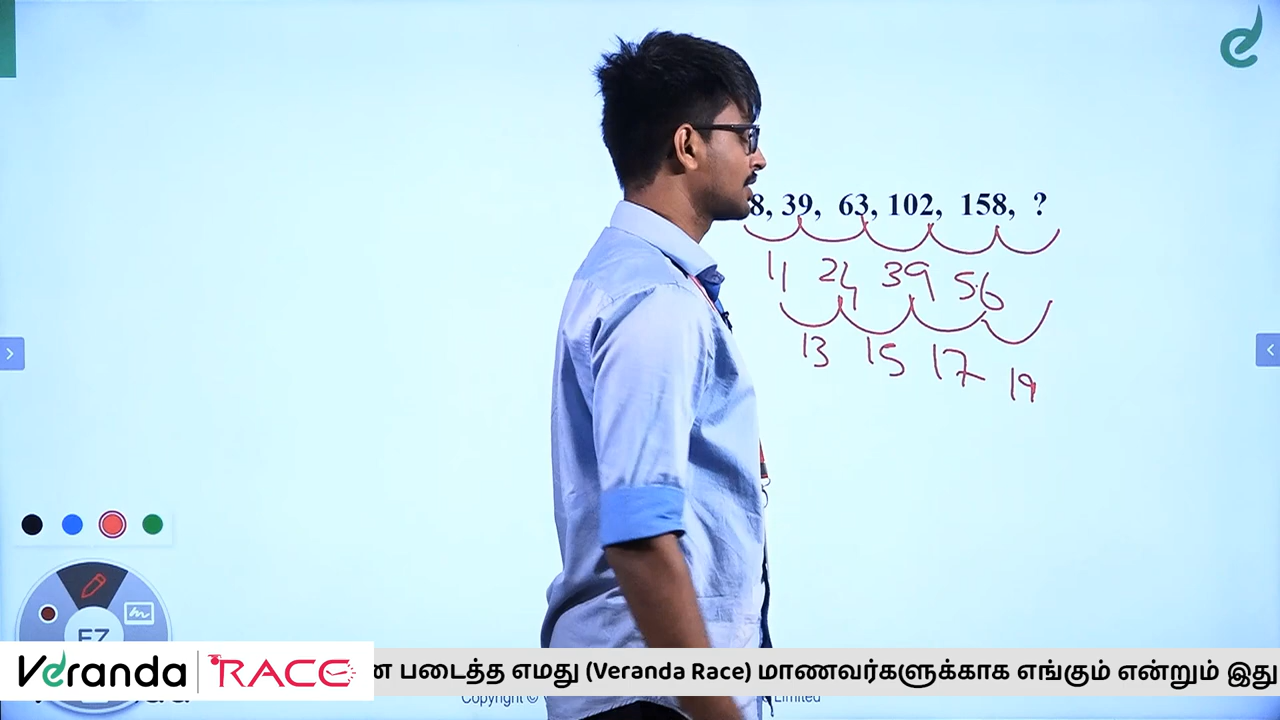 8, 39, 63, 102, 158, ?
11 24 39 56
13 15 17 19
EZ
Veranda RACE
படைத்த எமது (Veranda Race) மாணவர்களுக்காக எங்கும் என்றும் இது
Copyright © Limited